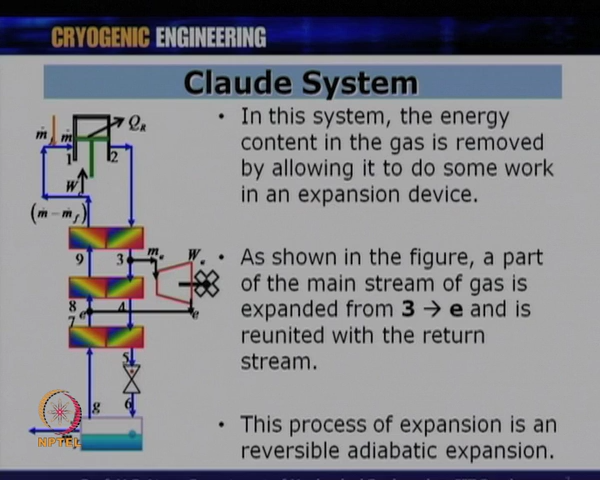 CRYOGENIC ENGINEERING
Claude System
• In this system, the energy
content in the gas is removed
by allowing it to do some work
in an expansion device.
• As shown in the figure, a part
of the main stream of gas is
expanded from 3 → e and is
reunited with the return
stream.
• This process of expansion is an
reversible adiabatic expansion.
Q_R
ṁ
1
2
W_c
(ṁ - ṁ_f)
9
3
ṁ_e
W_e
8
4
7
e
e
5
6
g
NPTEL